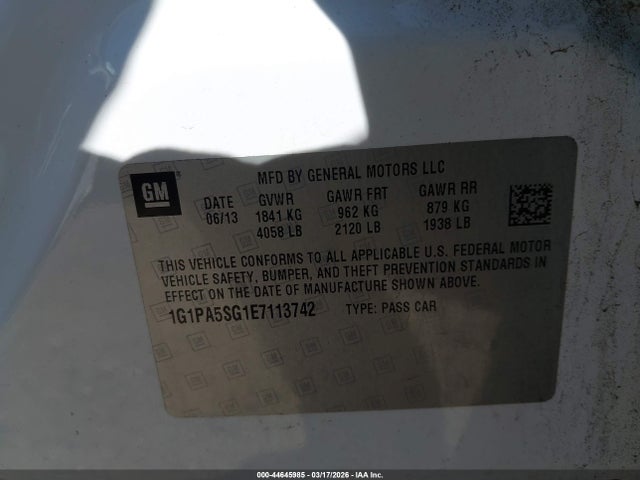 GM
MFD BY GENERAL MOTORS LLC
DATE GVWR GAWR FRT GAWR RR
06/13 1841 KG 962 KG 879 KG
4058 LB 2120 LB 1938 LB
THIS VEHICLE CONFORMS TO ALL APPLICABLE U.S. FEDERAL MOTOR
VEHICLE SAFETY, BUMPER, AND THEFT PREVENTION STANDARDS IN
EFFECT ON THE DATE OF MANUFACTURE SHOWN ABOVE.
1G1PA5SG1E7113742 TYPE: PASS CAR
000-44645985 - 03/17/2026 - IAA Inc.